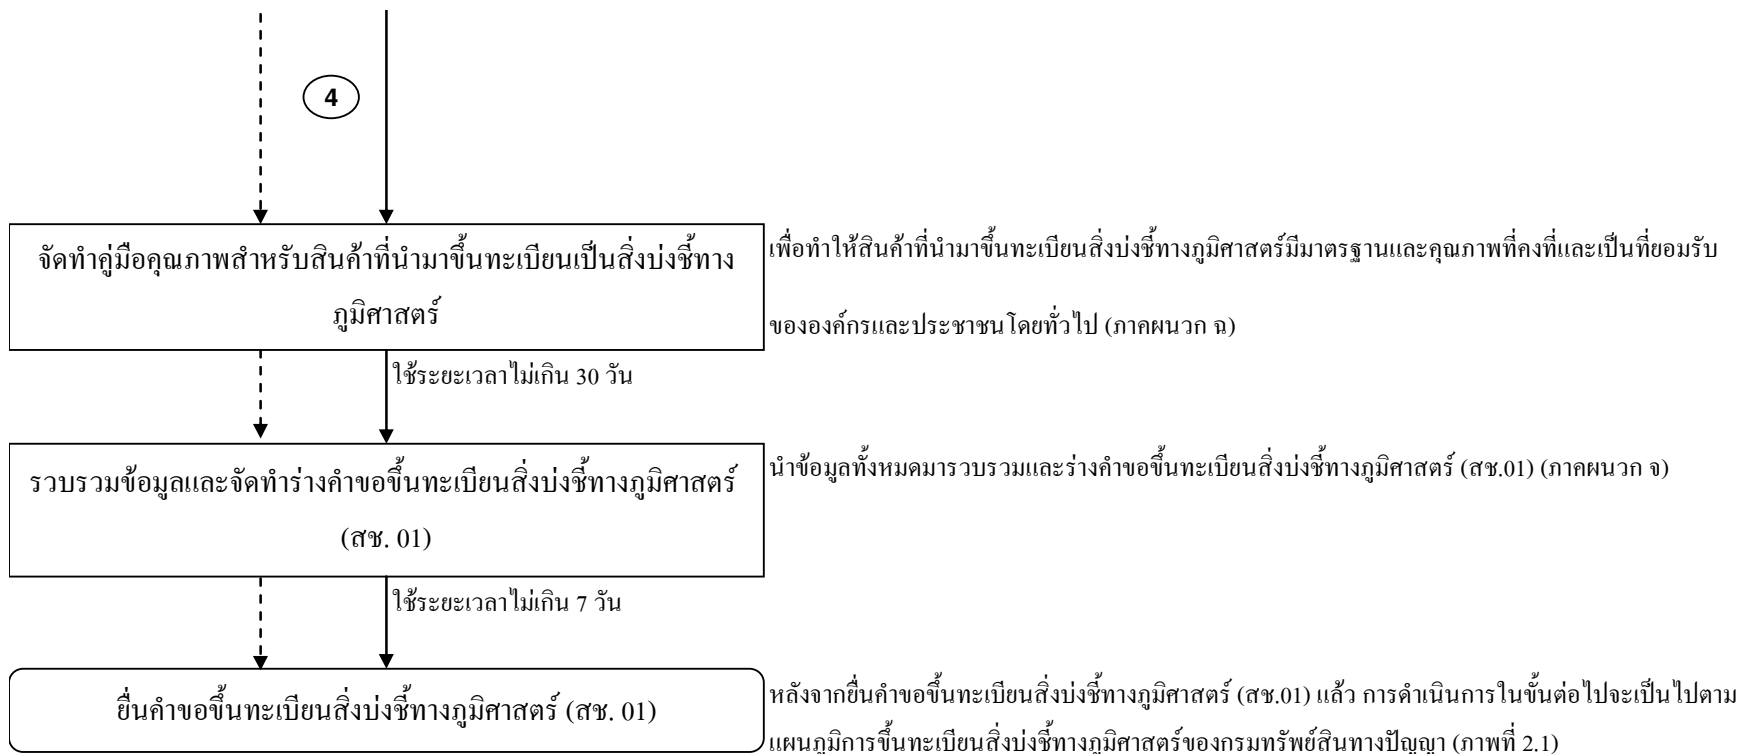 4
จัดทำคู่มือคุณภาพสำหรับสินค้าที่นำมาขึ้นทะเบียนเป็นสิ่งบ่งชี้ทาง
ภูมิศาสตร์
เพื่อทำให้สินค้าที่นำมาขึ้นทะเบียนสิ่งบ่งชี้ทางภูมิศาสตร์มีมาตรฐานและคุณภาพที่คงที่และเป็นที่ยอมรับ
ขององค์กรและประชาชนโดยทั่วไป (ภาคผนวก ฉ)
ใช้ระยะเวลาไม่เกิน 30 วัน
รวบรวมข้อมูลและจัดทำร่างคำขอขึ้นทะเบียนสิ่งบ่งชี้ทางภูมิศาสตร์
(สช. 01)
นำข้อมูลทั้งหมดมารวบรวมและร่างคำขอขึ้นทะเบียนสิ่งบ่งชี้ทางภูมิศาสตร์ (สช.01) (ภาคผนวก จ)
ใช้ระยะเวลาไม่เกิน 7 วัน
ยื่นคำขอขึ้นทะเบียนสิ่งบ่งชี้ทางภูมิศาสตร์ (สช. 01)
หลังจากยื่นคำขอขึ้นทะเบียนสิ่งบ่งชี้ทางภูมิศาสตร์ (สช.01) แล้ว การดำเนินการในขั้นต่อไปจะเป็นไปตาม
แผนภูมิการขึ้นทะเบียนสิ่งบ่งชี้ทางภูมิศาสตร์ของกรมทรัพย์สินทางปัญญา (ภาพที่ 2.1)